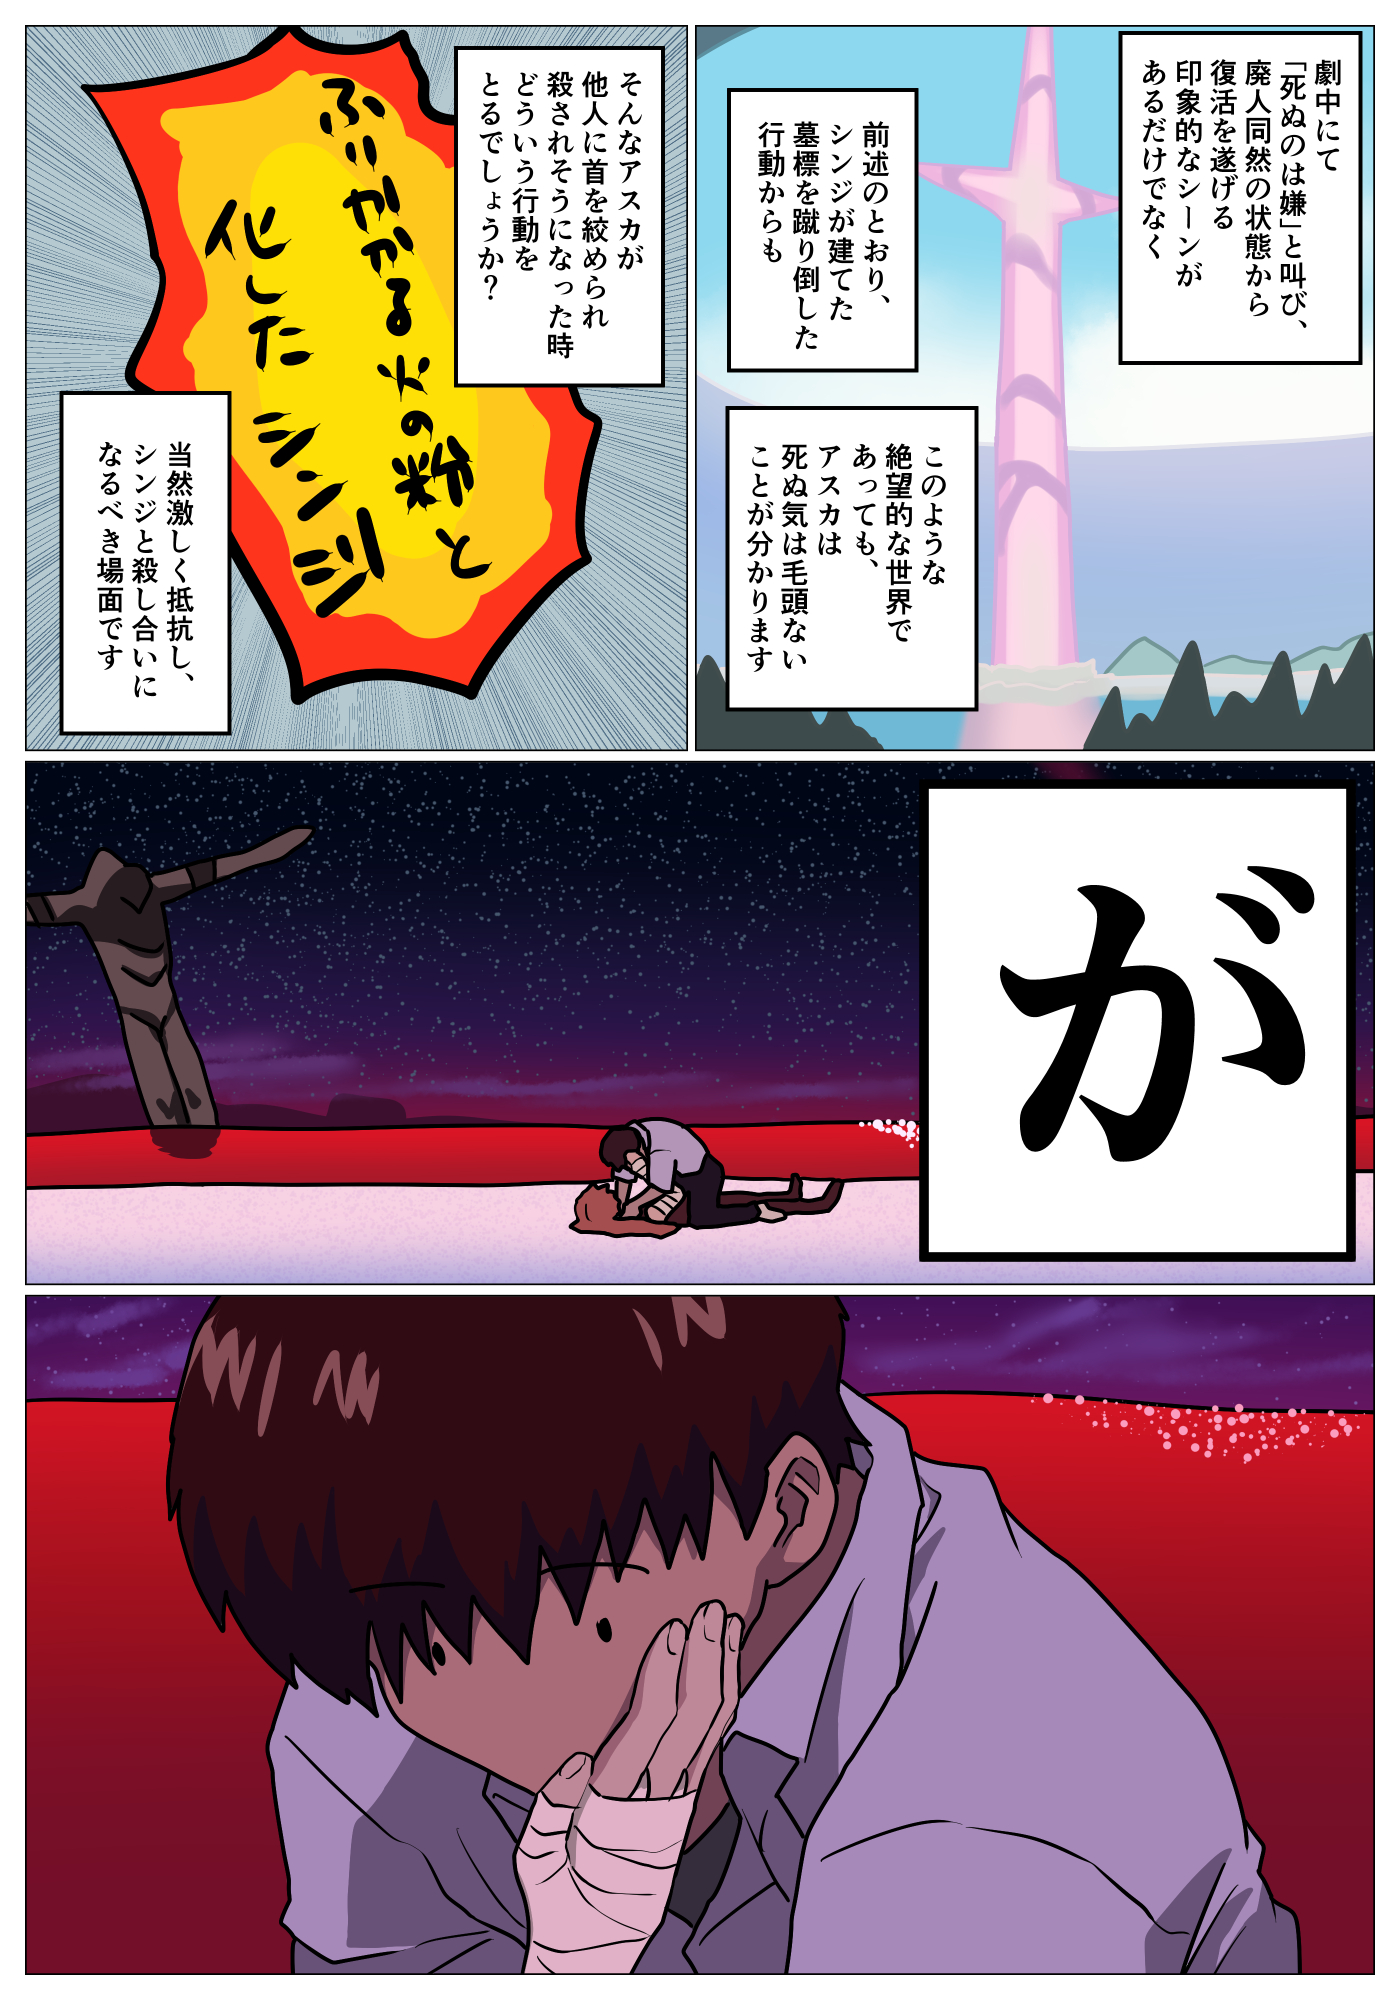 劇中にて
「死ぬのは嫌」と叫び、
廃人同然の状態から
復活を遂げる
印象的なシーンが
あるだけでなく
前述のとおり、
シンジが建てた
墓標を蹴り倒した
行動からも
このような
絶望的な世界で
あっても、
アスカは
死ぬ気は毛頭ない
ことが分かります
そんなアスカが
他人に首を絞められ
殺されそうになった時
どういう行動を
とるでしょうか？
ふりかかる火の粉と
化したシンジ
当然激しく抵抗し、
シンジと殺し合いに
なるべき場面です
が